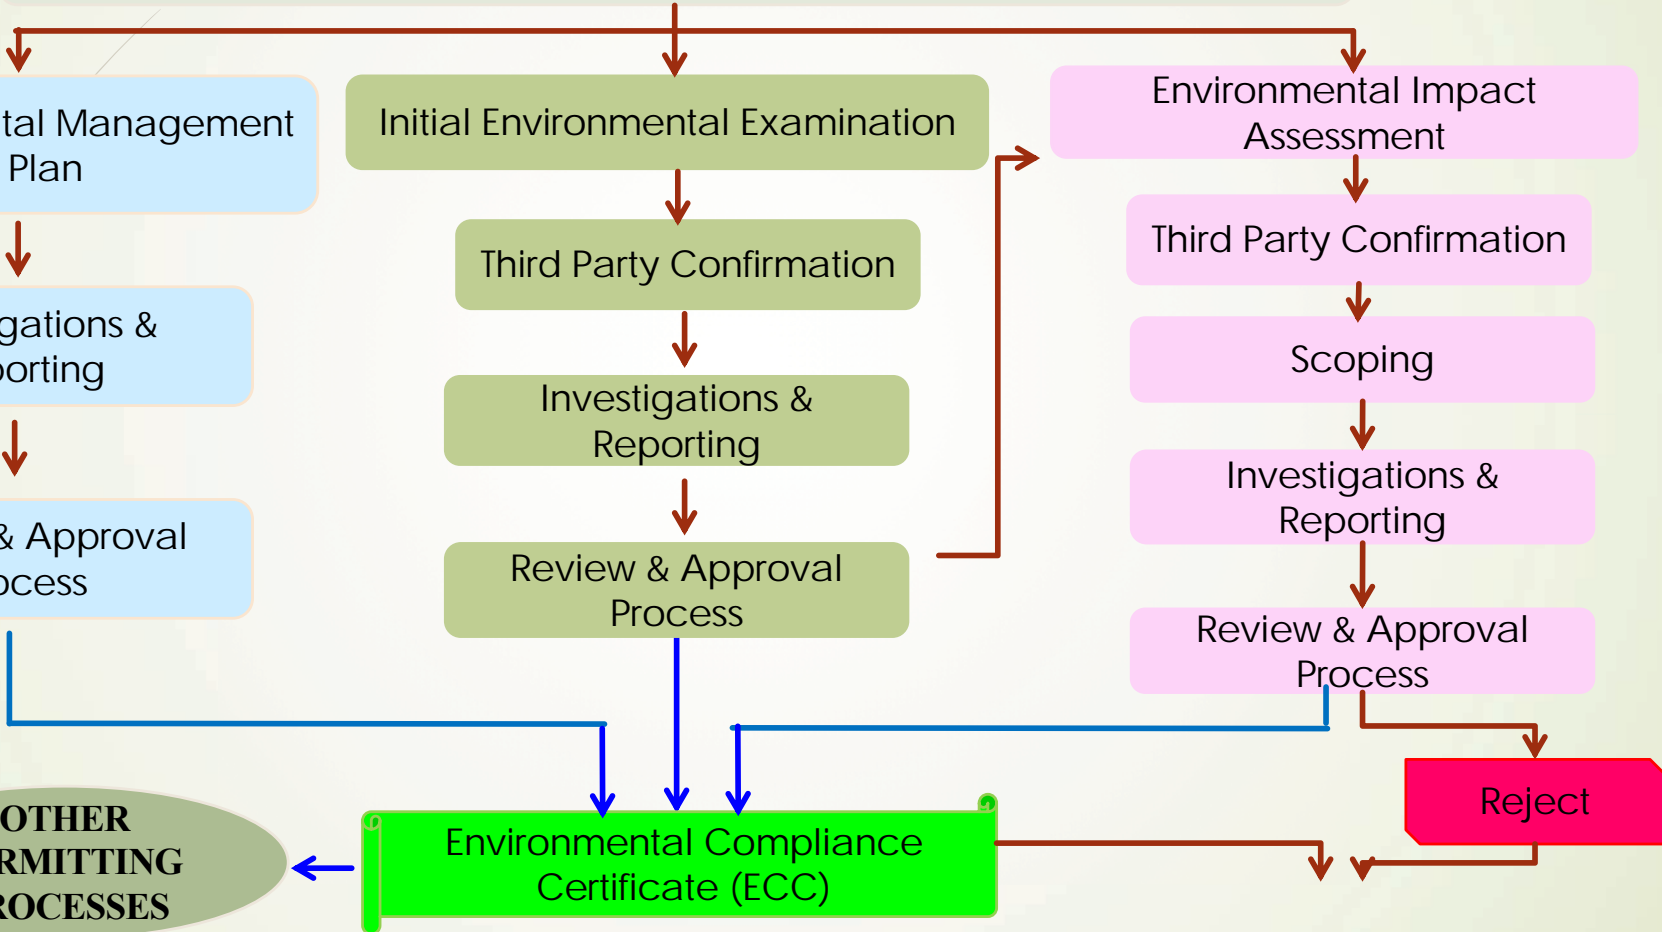 tal Management
Plan
gations &
orting
& Approval
ocess
Initial Environmental Examination
Third Party Confirmation
Investigations &
Reporting
Review & Approval
Process
Environmental Impact
Assessment
Third Party Confirmation
Scoping
Investigations &
Reporting
Review & Approval
Process
Reject
Environmental Compliance
Certificate (ECC)
OTHER
RMITTING
ROCESSES